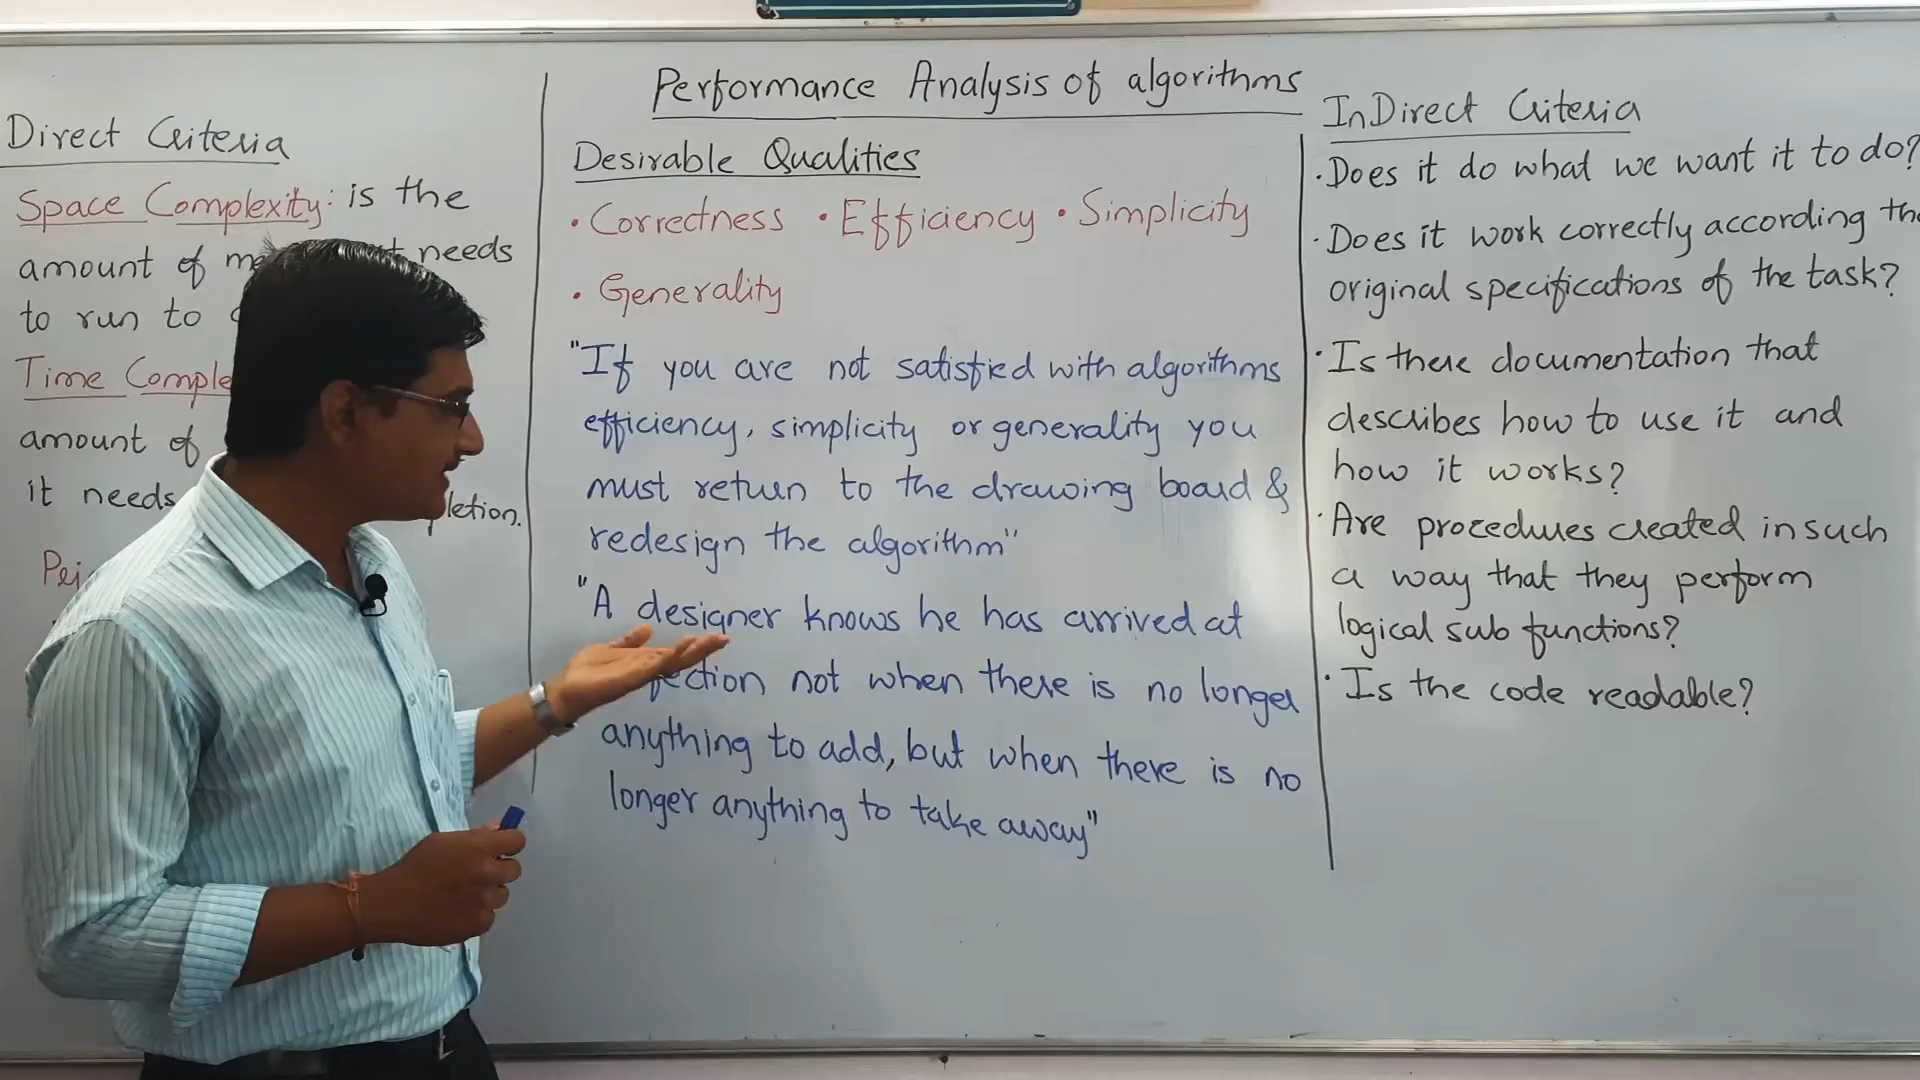 Performance Analysis of algorithms
Direct Criteria
Space Complexity: is the
amount of needs
to run to
Time
amount of
it needs
Desirable Qualities
• Correctness • Efficiency • Simplicity
• Generality
"If you are not satisfied with algorithms
efficiency, simplicity or generality you
must return to the drawing board &
redesign the algorithm"
"A designer knows he has arrived at
not when there is no longer
anything to add, but when there is no
longer anything to take away"
InDirect Criteria
• Does it do what we want it to do?
• Does it work correctly according the
original specifications of the task?
• Is there documentation that
describes how to use it and
how it works?
• Are procedures created in such
a way that they perform
logical sub functions?
• Is the code readable?